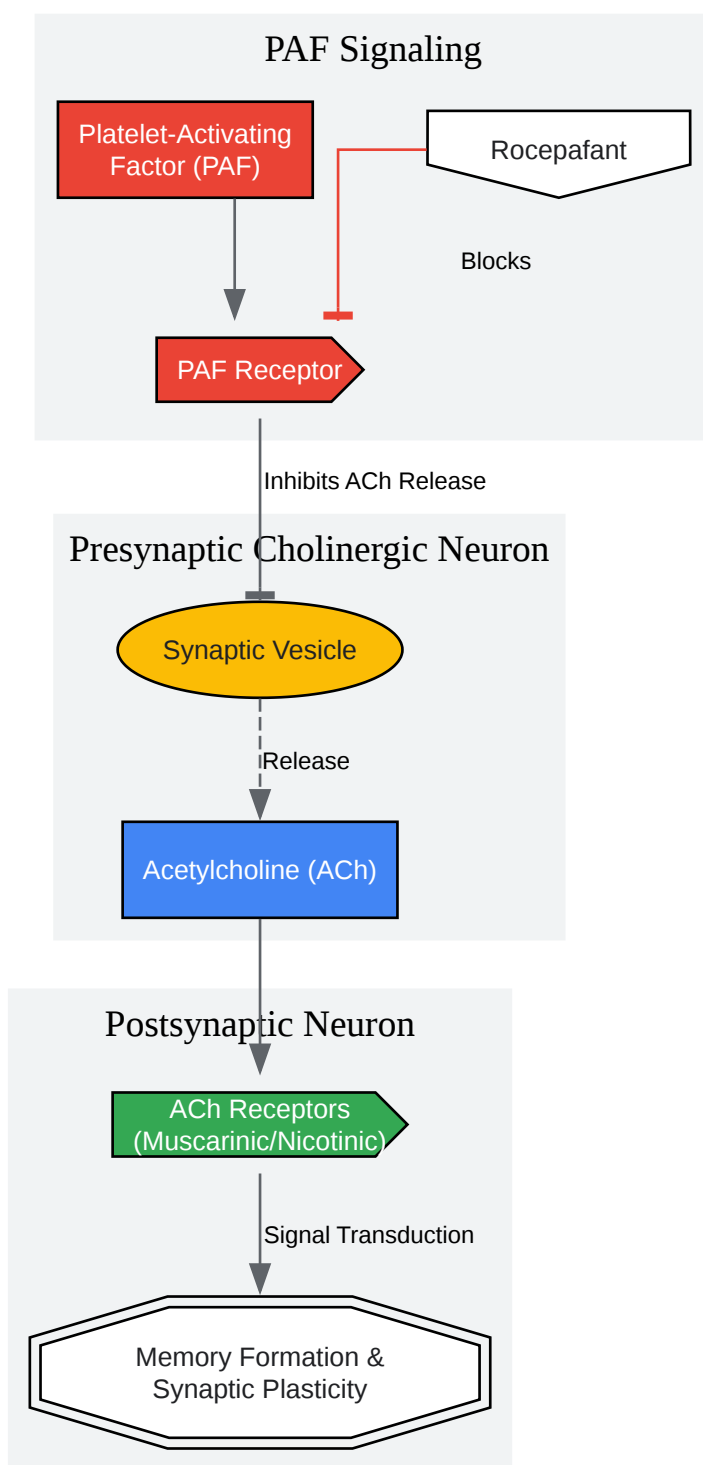 PAF Signaling
Platelet-Activating
Factor (PAF)
Rocepafant
Blocks
PAF Receptor
Inhibits ACh Release
Presynaptic Cholinergic Neuron
Synaptic Vesicle
Release
Acetylcholine (ACh)
Postsynaptic Neuron
ACh Receptors
(Muscarinic/Nicotinic)
Signal Transduction
Memory Formation &
Synaptic Plasticity